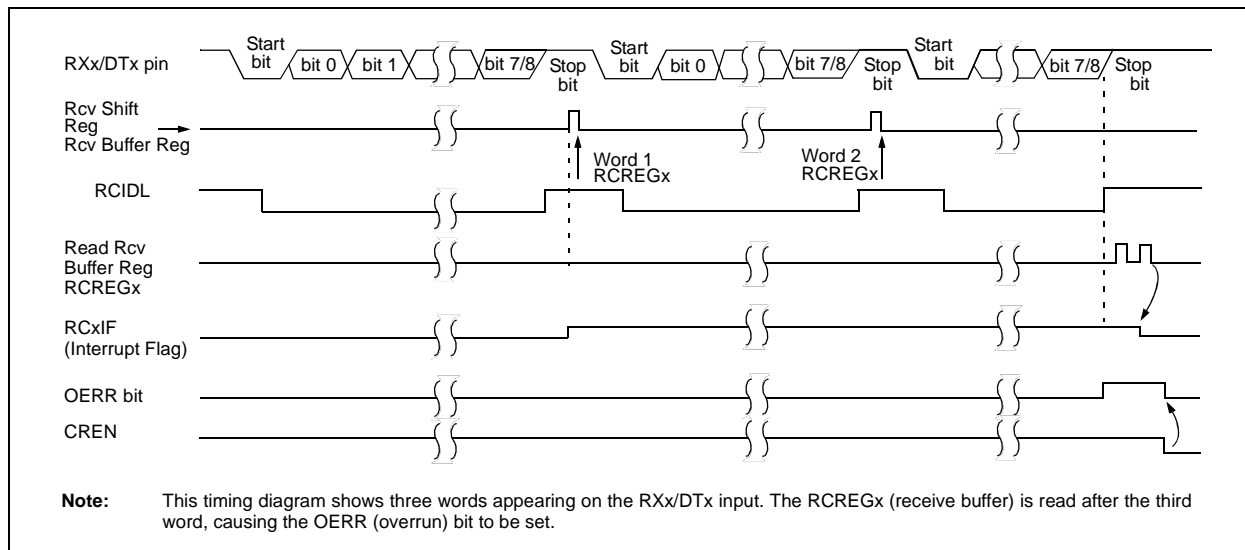 Start
bit
bit 0
bit 1
bit 7/8
Stop
bit
Start
bit
bit 0
bit 7/8
Stop
bit
Start
bit
bit 7/8
Stop
bit
RXx/DTx pin
Rcv Shift
Reg
Rcv Buffer Reg
Word 1
RCREGx
Word 2
RCREGx
RCIDL
Read Rcv
Buffer Reg
RCREGx
RCxIF
(Interrupt Flag)
OERR bit
CREN
Note: This timing diagram shows three words appearing on the RXx/DTx input. The RCREGx (receive buffer) is read after the third
word, causing the OERR (overrun) bit to be set.